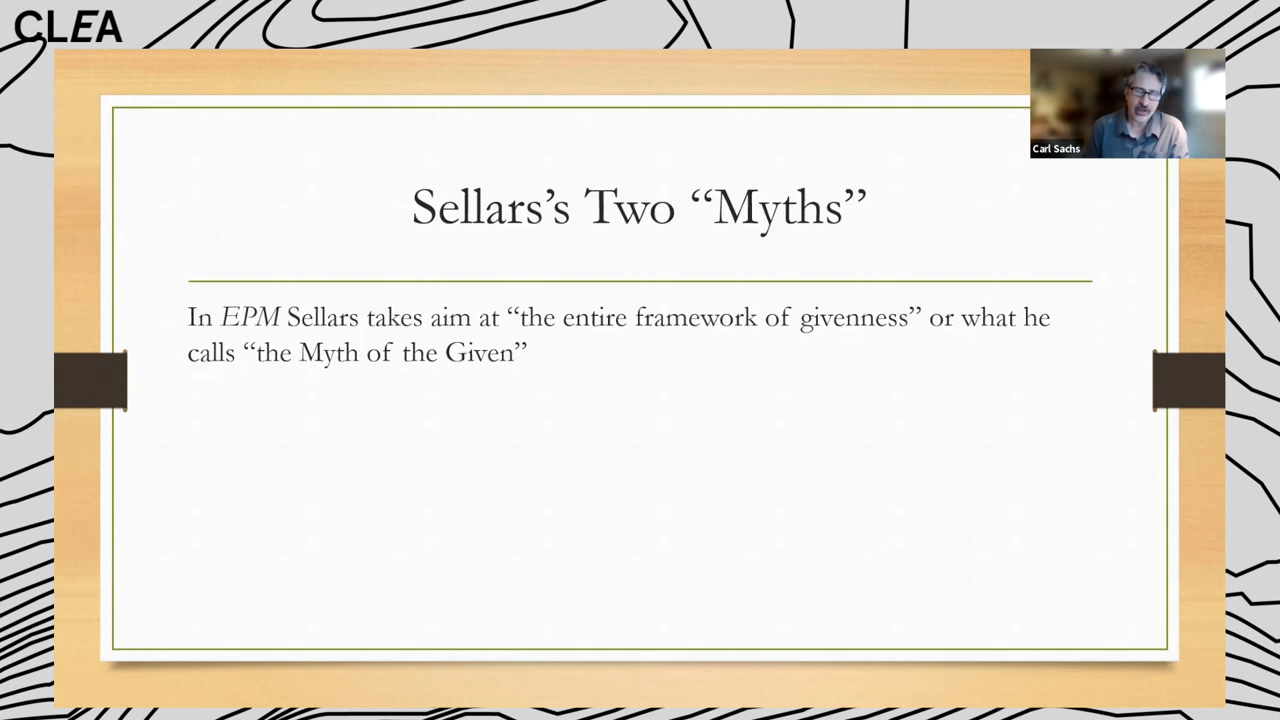 CLEA
Carl Sachs
Sellars’s Two “Myths”
In EPM Sellars takes aim at “the entire framework of givenness” or what he
calls “the Myth of the Given”